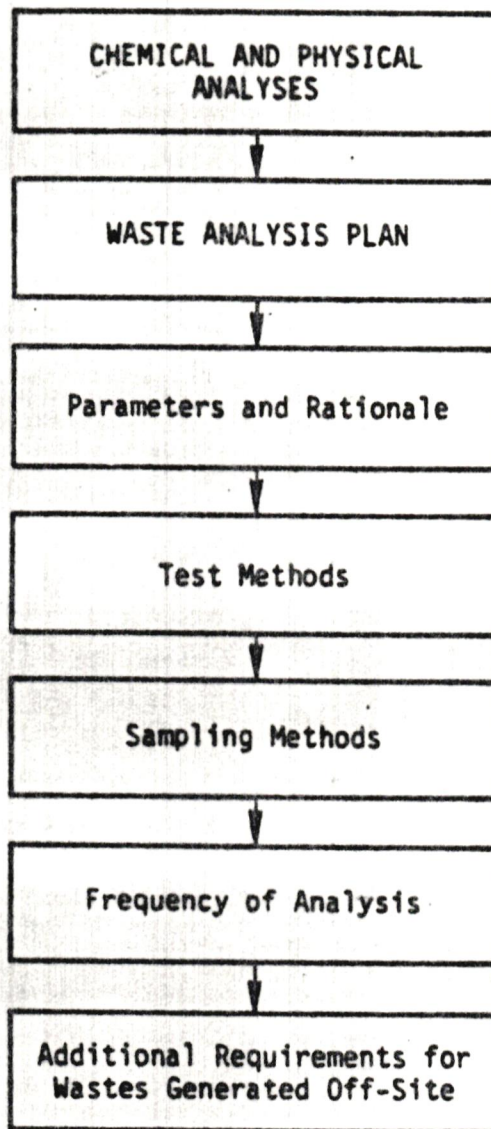 CHEMICAL AND PHYSICAL
ANALYSES
WASTE ANALYSIS PLAN
Parameters and Rationale
Test Methods
Sampling Methods
Frequency of Analysis
Additional Requirements for
Wastes Generated Off-Site